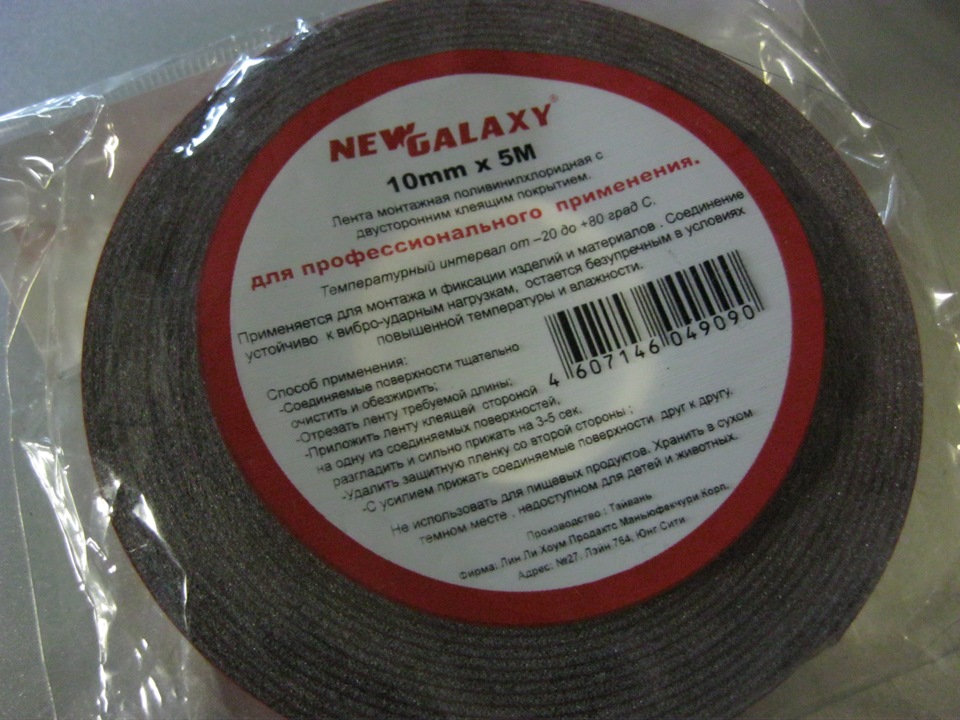 NEWGALAXY®
10mm x 5M
Лента монтажная поливинилхлоридная с
двусторонним клеящим покрытием.
для профессионального применения.
Температурный интервал от –20 до +80 град С.
Применяется для монтажа и фиксации изделий и материалов . Соединение
устойчиво к вибро-ударным нагрузкам, остается безупречным в условиях
повышенной температуры и влажности.
Способ применения:
-Соединяемые поверхности тщательно
очистить и обезжирить;
-Отрезать ленту требуемой длины;
-Приложить ленту клеящей стороной
на одну из соединяемых поверхностей,
разгладить и сильно прижать на 3-5 сек.
-Удалить защитную пленку со второй стороны ;
-С усилием прижать соединяемые поверхности друг к другу.
4 607146 049090
Не использовать для пищевых продуктов. Хранить в сухом
темном месте , недоступном для детей и животных.
Производство : Тайвань
Фирма: Лин Ли Хоум Продактс Маньюфекчури Корп.
Адрес: №27, Лэйн 764, Юнг Сити